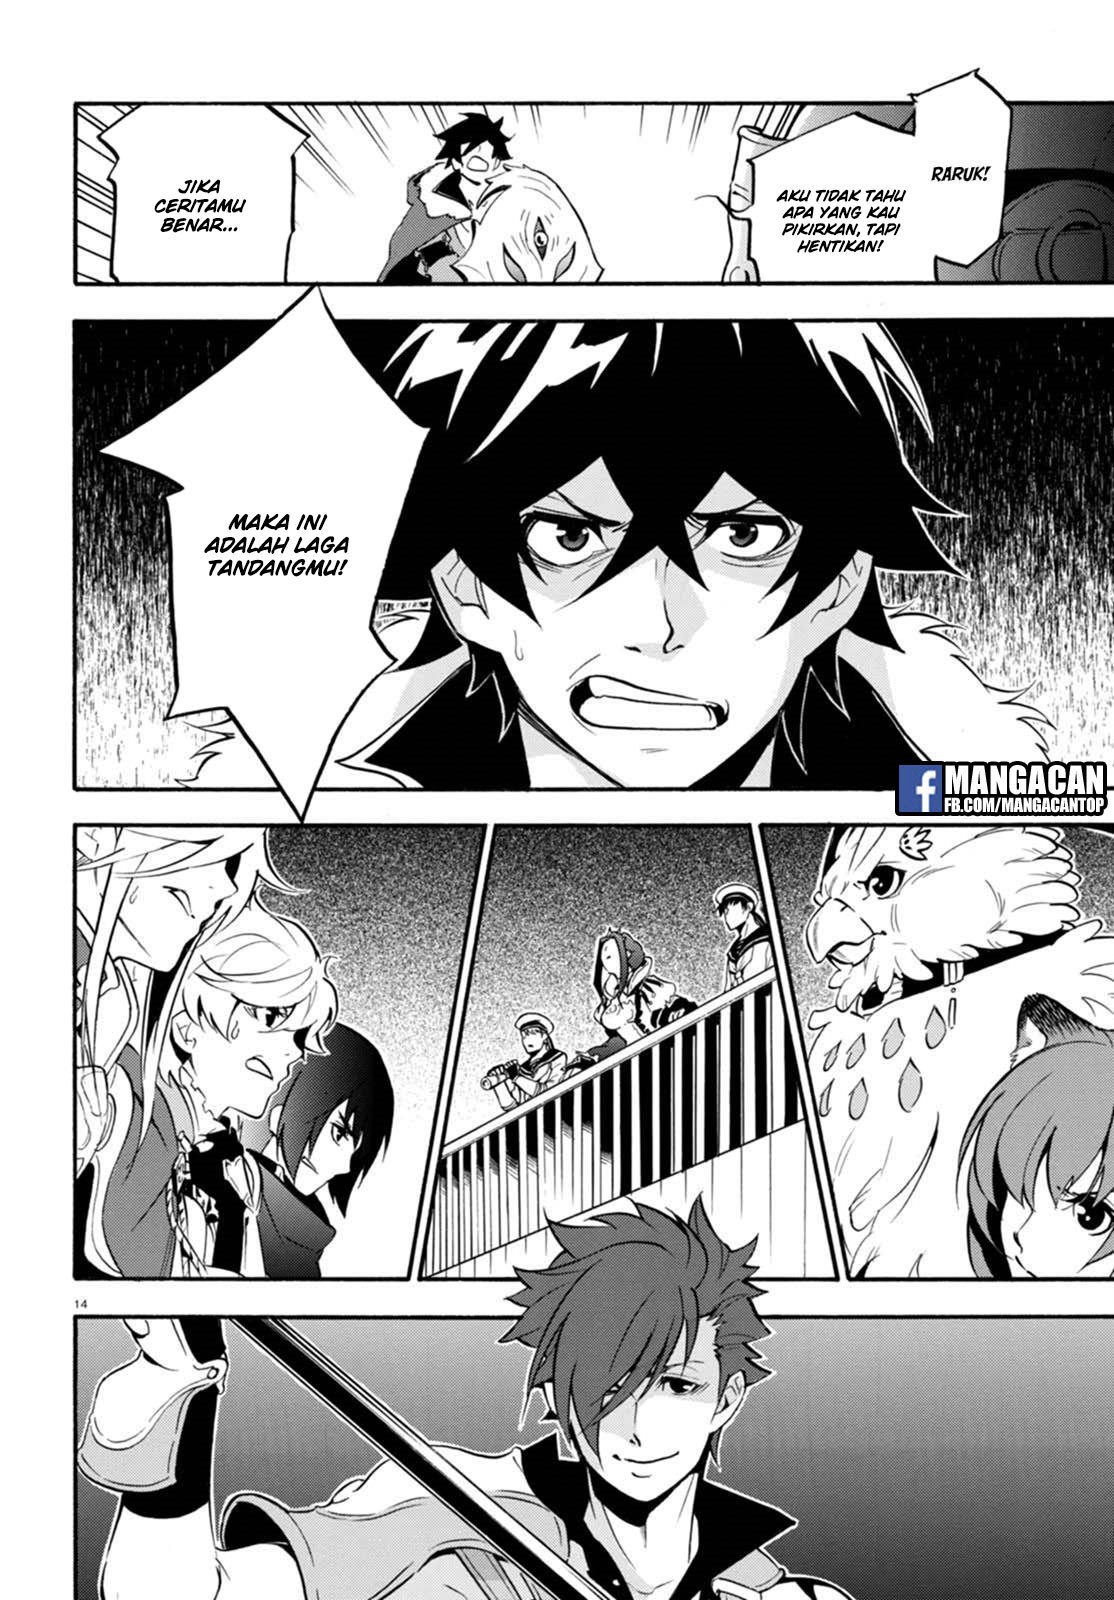 RARUK!
AKU TIDAK TAHU
APA YANG KAU
PIKIRKAN, TAPI
HENTIKAN!
JIKA
CERITAMU
BENAR...
MAKA INI
ADALAH LAGA
TANDANGMU!
f MANGACAN
FB.COM/MANGACANTOP
14